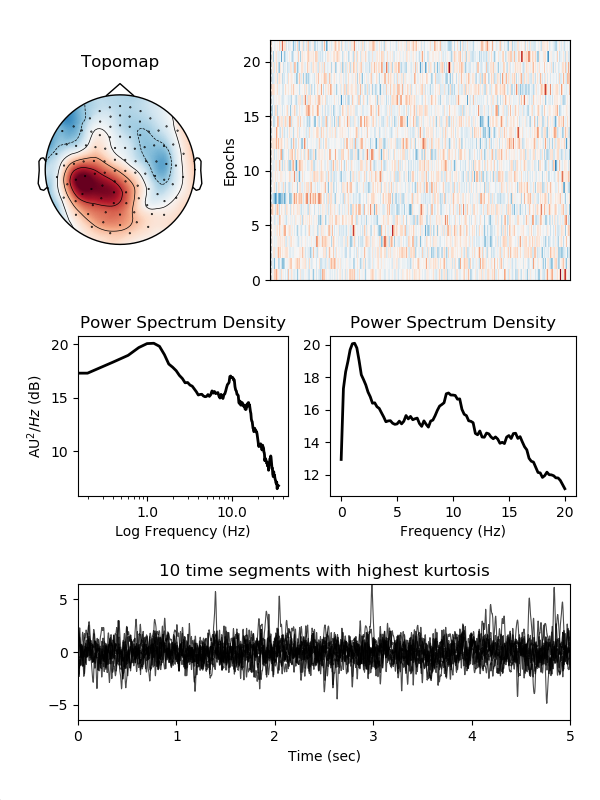 Topomap
Epochs
20
15
10
5
0
Power Spectrum Density
AU²/Hz (dB)
20
15
10
1.0 10.0
Log Frequency (Hz)
Power Spectrum Density
20
18
16
14
12
0 5 10 15 20
Frequency (Hz)
10 time segments with highest kurtosis
5
0
−5
0 1 2 3 4 5
Time (sec)